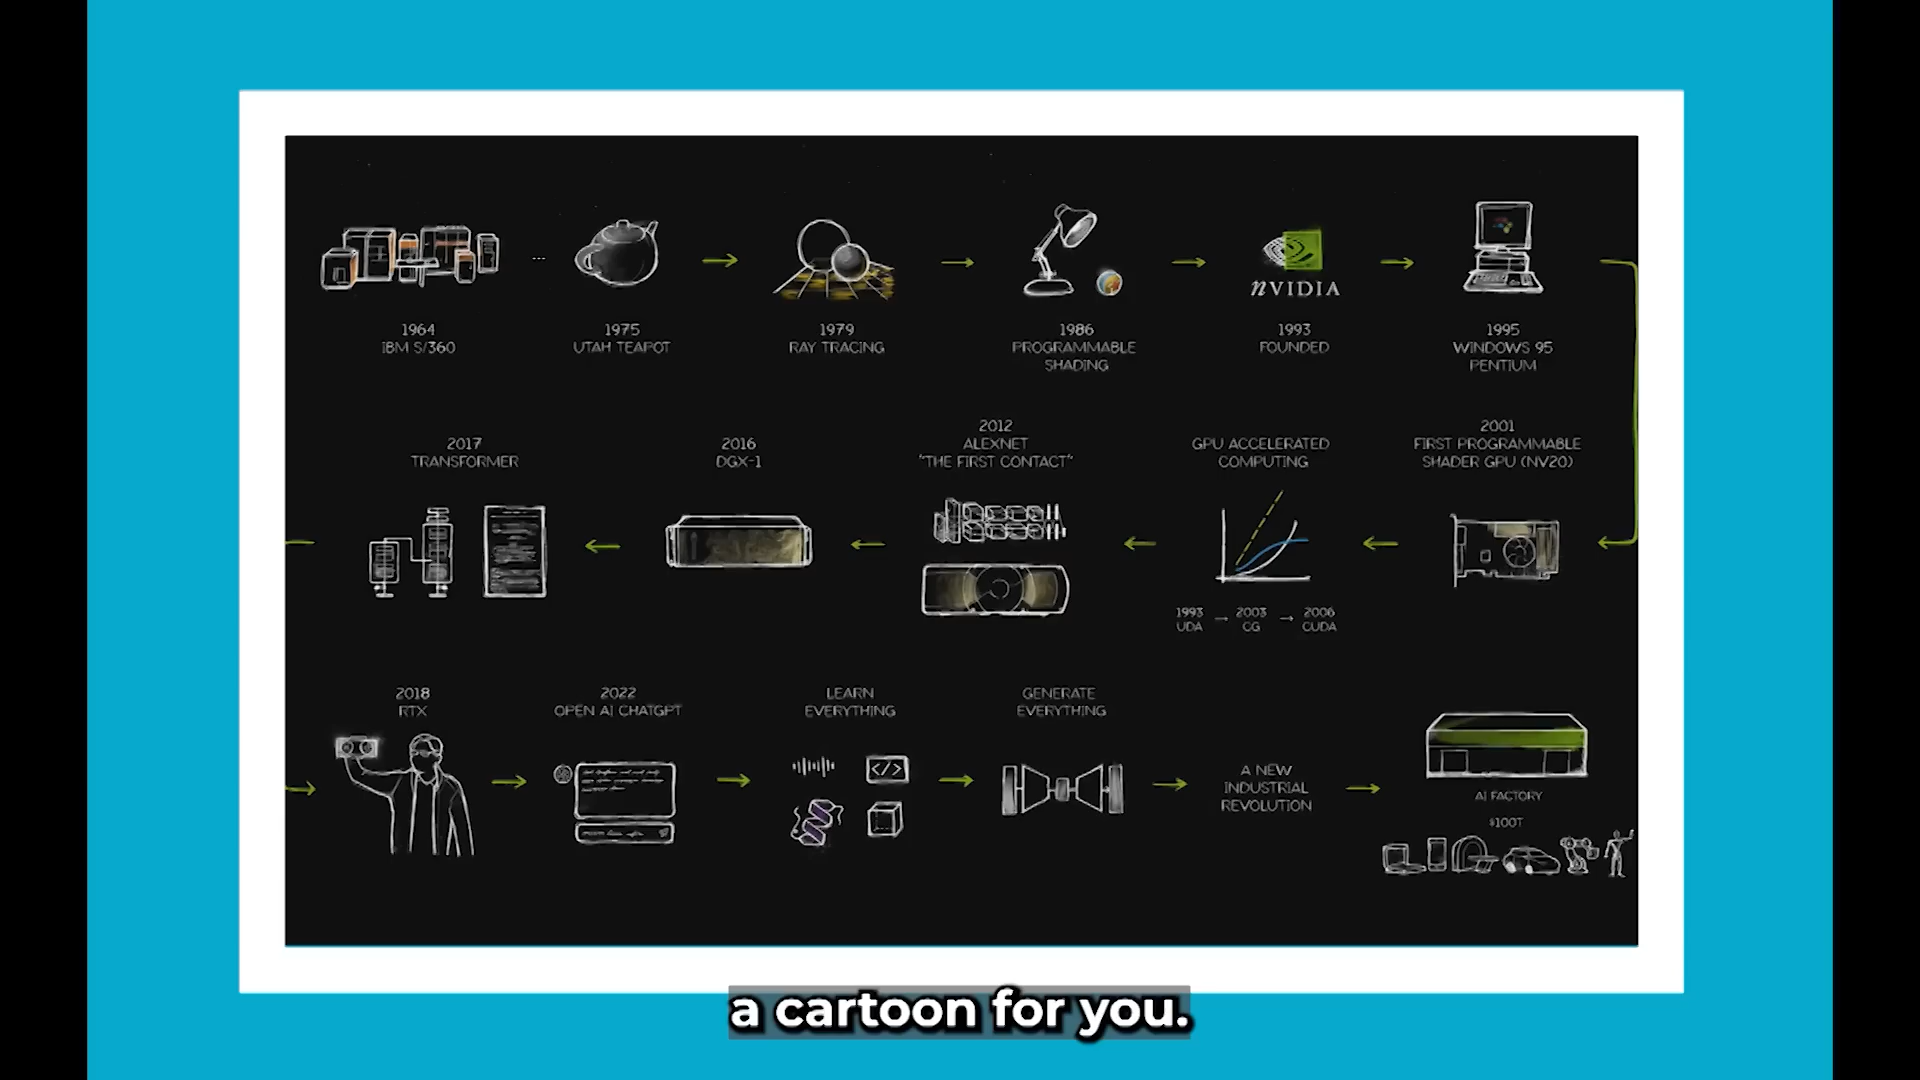 nVIDIA
1964
IBM S/360
1975
UTAH TEAPOT
1979
RAY TRACING
1986
PROGRAMMABLE
SHADING
1993
FOUNDED
1995
WINDOWS 95
PENTIUM
2001
FIRST PROGRAMMABLE
SHADER GPU (NV20)
GPU ACCELERATED
COMPUTING
1993 → 2003 → 2006
UDA CG CUDA
2012
ALEXNET
"THE FIRST CONTACT"
2016
DGX-1
2017
TRANSFORMER
2018
RTX
2022
OPEN AI CHATGPT
LEARN
EVERYTHING
</>
GENERATE
EVERYTHING
A NEW
INDUSTRIAL
REVOLUTION
AI FACTORY
$100T
a cartoon for you.